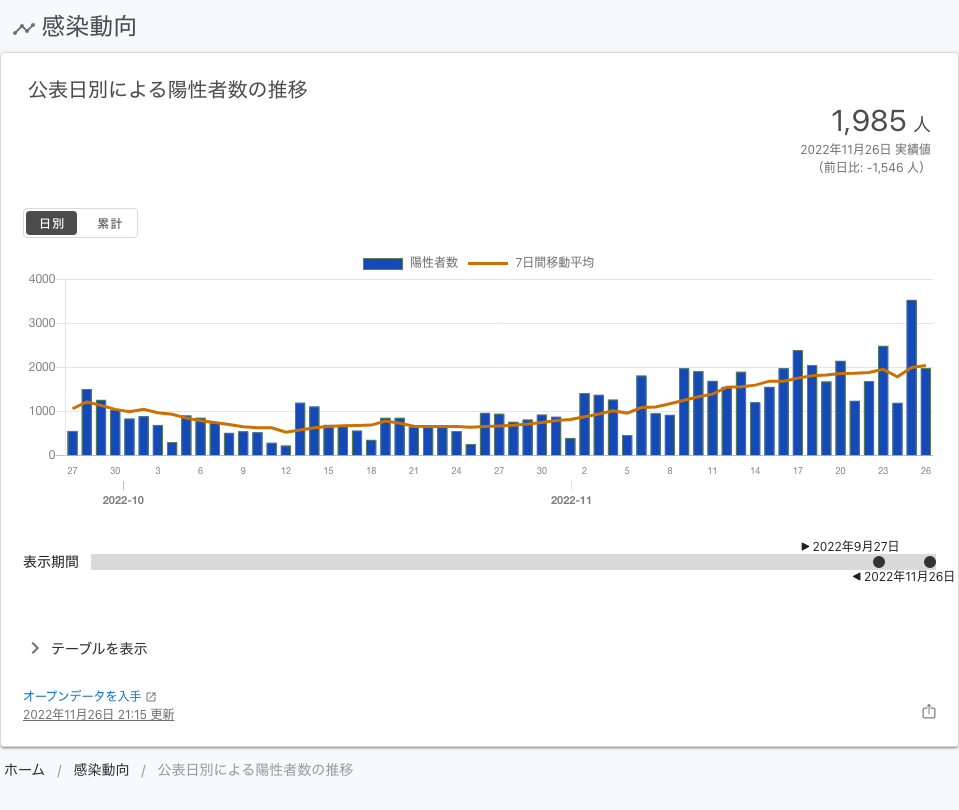 感染動向
公表日別による陽性者数の推移
1,985 人
2022年11月26日 実績値
（前日比: -1,546 人）
日別 累計
陽性者数 7日間移動平均
4000
3000
2000
1000
0
27 30 3 6 9 12 15 18 21 24 27 30 2 5 8 11 14 17 20 23 26
2022-10 2022-11
2022年9月27日
表示期間
2022年11月26日
テーブルを表示
オープンデータを入手
2022年11月26日 21:15 更新
ホーム / 感染動向 / 公表日別による陽性者数の推移